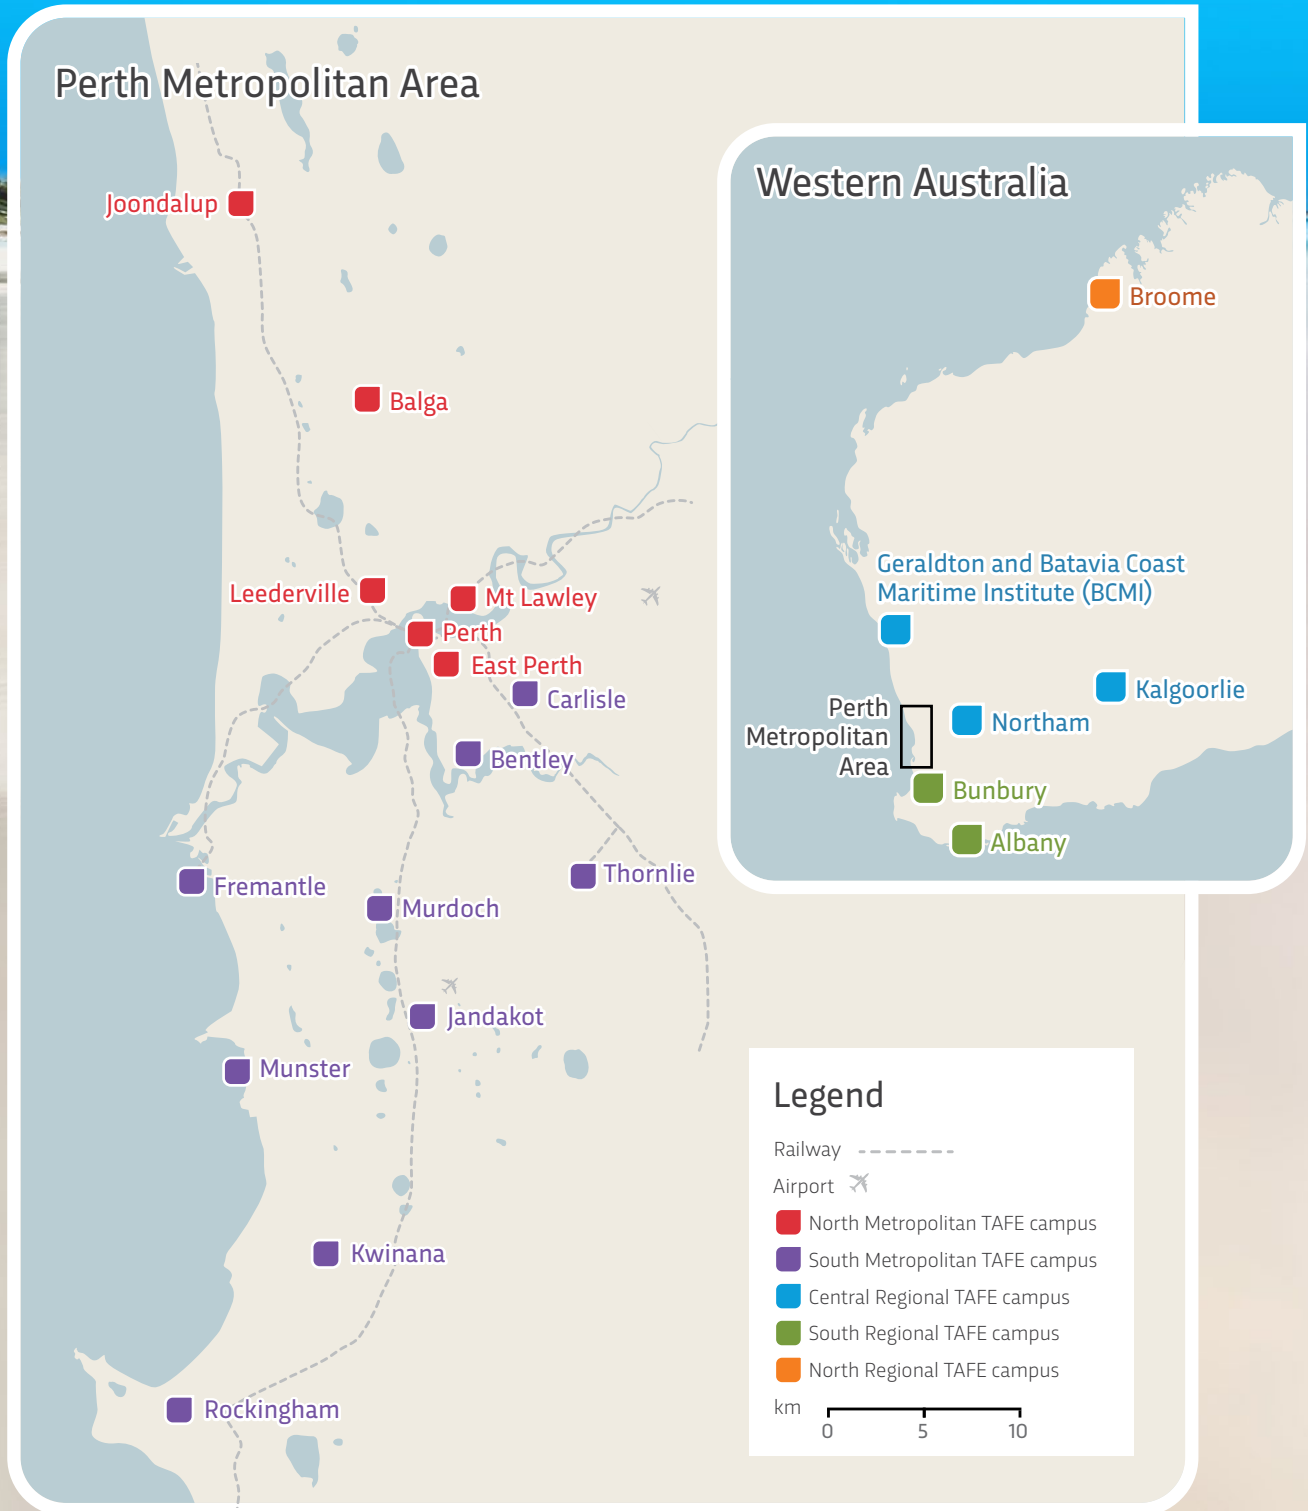 Perth Metropolitan Area
Joondalup
Balga
Leederville
Mt Lawley
Perth
East Perth
Carlisle
Bentley
Fremantle
Thornlie
Murdoch
Jandakot
Munster
Kwinana
Rockingham
Western Australia
Broome
Geraldton and Batavia Coast
Maritime Institute (BCMI)
Kalgoorlie
Northam
Perth
Metropolitan
Area
Bunbury
Albany
Legend
Railway
Airport
North Metropolitan TAFE campus
South Metropolitan TAFE campus
Central Regional TAFE campus
South Regional TAFE campus
North Regional TAFE campus
km
0 5 10